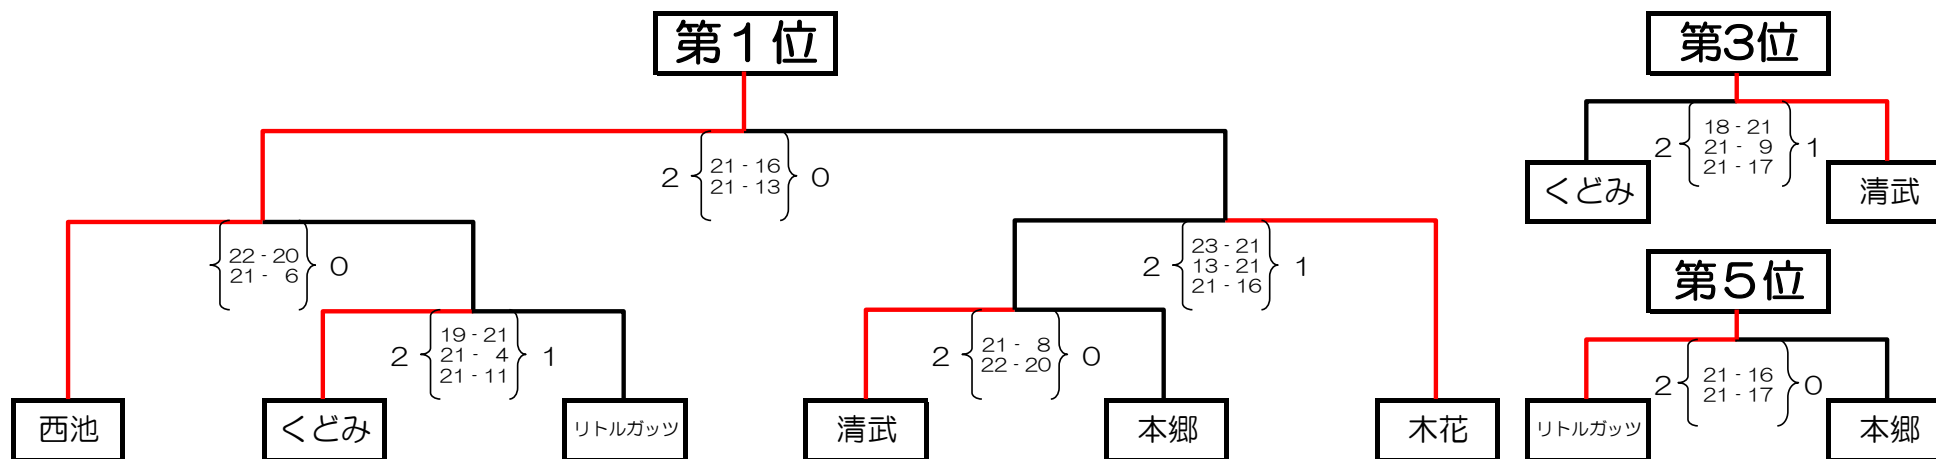 第１位
2 21 - 16 0
21 - 13
22 - 20 0
21 - 6
2 19 - 21 1
21 - 4
21 - 11
2 23 - 21 1
13 - 21
21 - 16
2 21 - 8 0
22 - 20
西池
くどみ
リトルガッツ
清武
本郷
木花
第3位
2 18 - 21 1
21 - 9
21 - 17
くどみ
清武
第５位
2 21 - 16 0
21 - 17
リトルガッツ
本郷